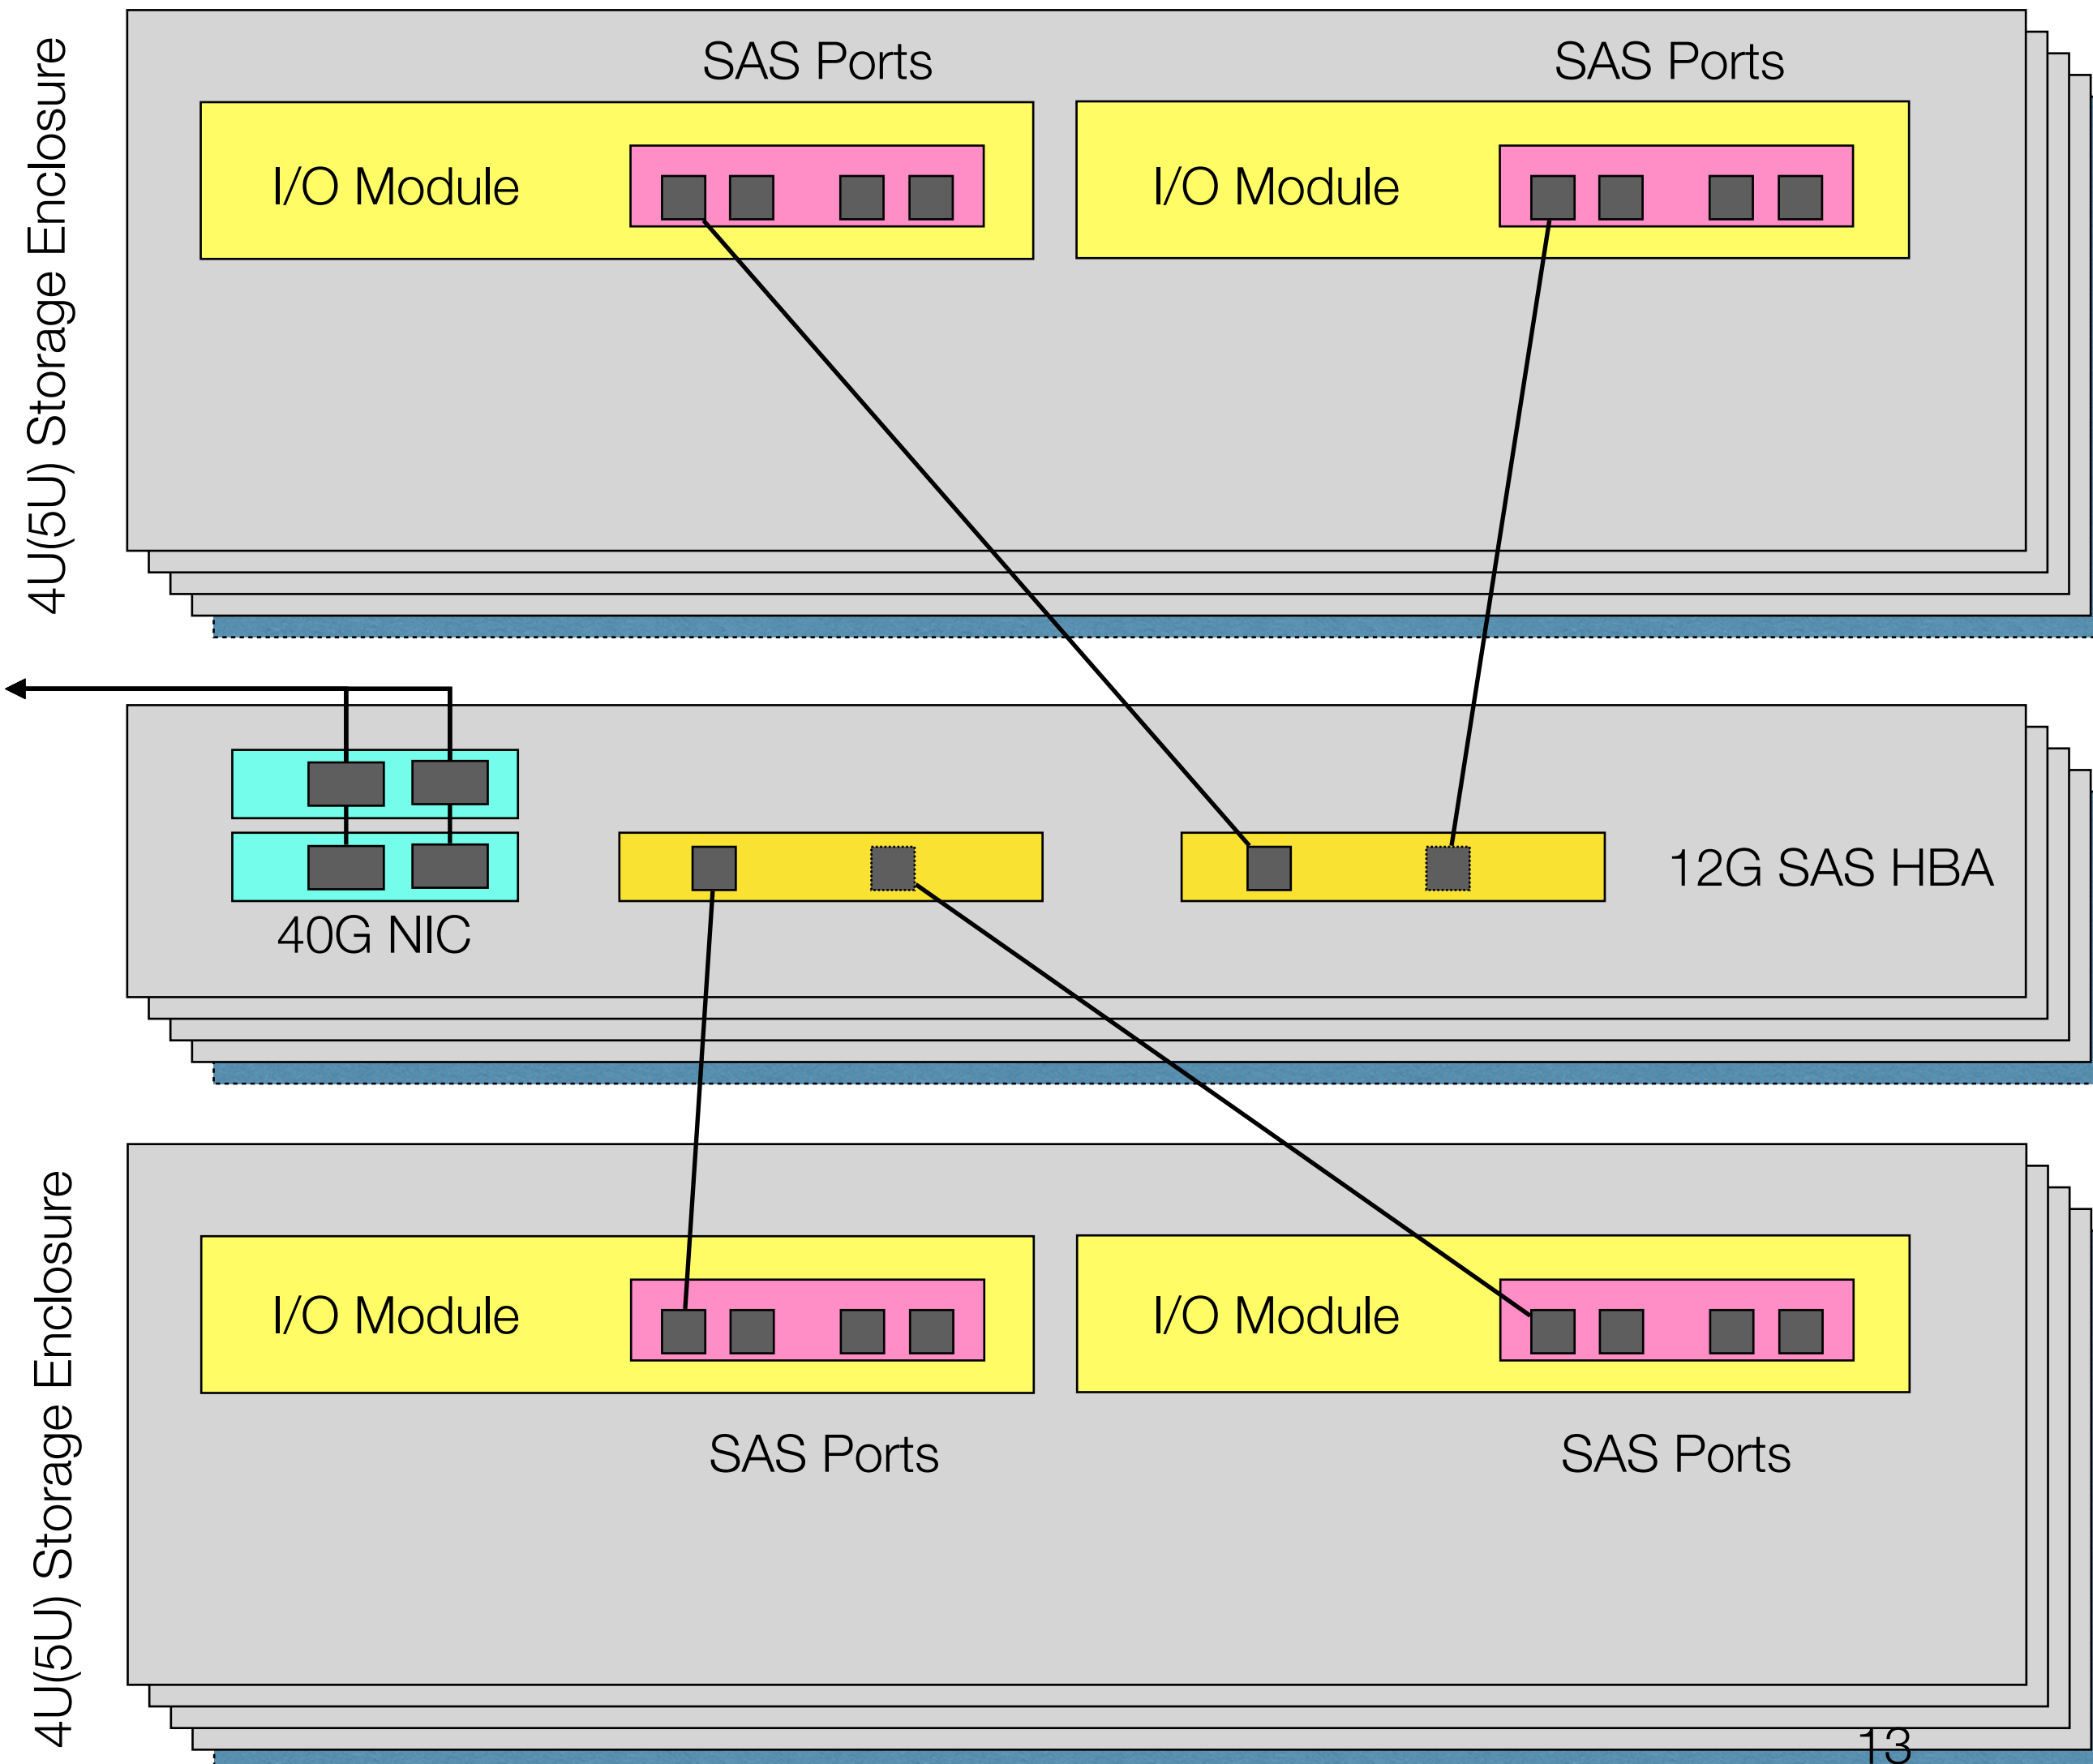 4U(5U) Storage Enclosure
SAS Ports
SAS Ports
I/O Module
I/O Module
12G SAS HBA
40G NIC
4U(5U) Storage Enclosure
I/O Module
I/O Module
SAS Ports
SAS Ports
13